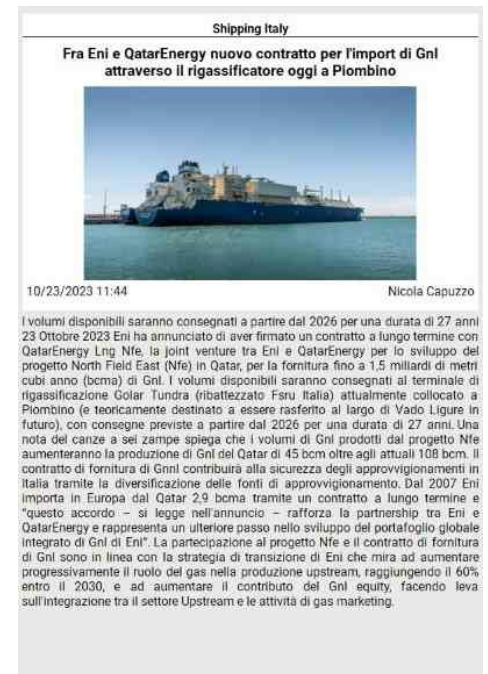 Shipping Italy
Fra Eni e QatarEnergy nuovo contratto per l'import di Gnl
attraverso il rigassificatore oggi a Piombino
10/23/2023 11:44
Nicola Capuzzo
I volumi disponibili saranno consegnati a partire dal 2026 per una durata di 27 anni
23 Ottobre 2023 Eni ha annunciato di aver firmato un contratto a lungo termine con
QatarEnergy Lng Nfe, la joint venture tra Eni e QatarEnergy per lo sviluppo del
progetto North Field East (Nfe) in Qatar, per la fornitura fino a 1,5 miliardi di metri
cubi anno (bcma) di Gnl. I volumi disponibili saranno consegnati al terminale di
rigassificazione Golar Tundra (ribattezzato Fsru Italia) attualmente collocato a
Piombino (e teoricamente destinato a essere rasferito al largo di Vado Ligure in
futuro), con consegne previste a partire dal 2026 per una durata di 27 anni. Una
nota del canze a sei zampe spiega che i volumi di Gnl prodotti dal progetto Nfe
aumenteranno la produzione di Gnl del Qatar di 45 bcm oltre agli attuali 108 bcm. Il
contratto di fornitura di Gnnl contribuirà alla sicurezza degli approvvigionamenti in
Italia tramite la diversificazione delle fonti di approvvigionamento. Dal 2007 Eni
importa in Europa dal Qatar 2,9 bcma tramite un contratto a lungo termine e
“questo accordo – si legge nell'annuncio – rafforza la partnership tra Eni e
QatarEnergy e rappresenta un ulteriore passo nello sviluppo del portafoglio globale
integrato di Gnl di Eni”. La partecipazione al progetto Nfe e il contratto di fornitura
di Gnl sono in linea con la strategia di transizione di Eni che mira ad aumentare
progressivamente il ruolo del gas nella produzione upstream, raggiungendo il 60%
entro il 2030, e ad aumentare il contributo del Gnl equity, facendo leva
sull'integrazione tra il settore Upstream e le attività di gas marketing.